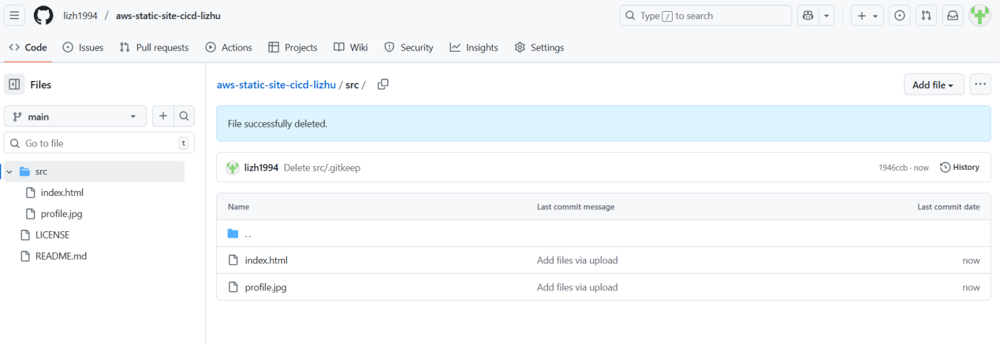 lizh1994 / aws-static-site-cicd-lizhu
Type / to search
Code Issues Pull requests Actions Projects Wiki Security Insights Settings
Files
aws-static-site-cicd-lizhu / src /
Add file
main
File successfully deleted.
Go to file
t
lizh1994 Delete src/.gitkeep
1946ccb · now
History
src
index.html
profile.jpg
LICENSE
README.md
Name Last commit message Last commit date
..
index.html Add files via upload now
profile.jpg Add files via upload now